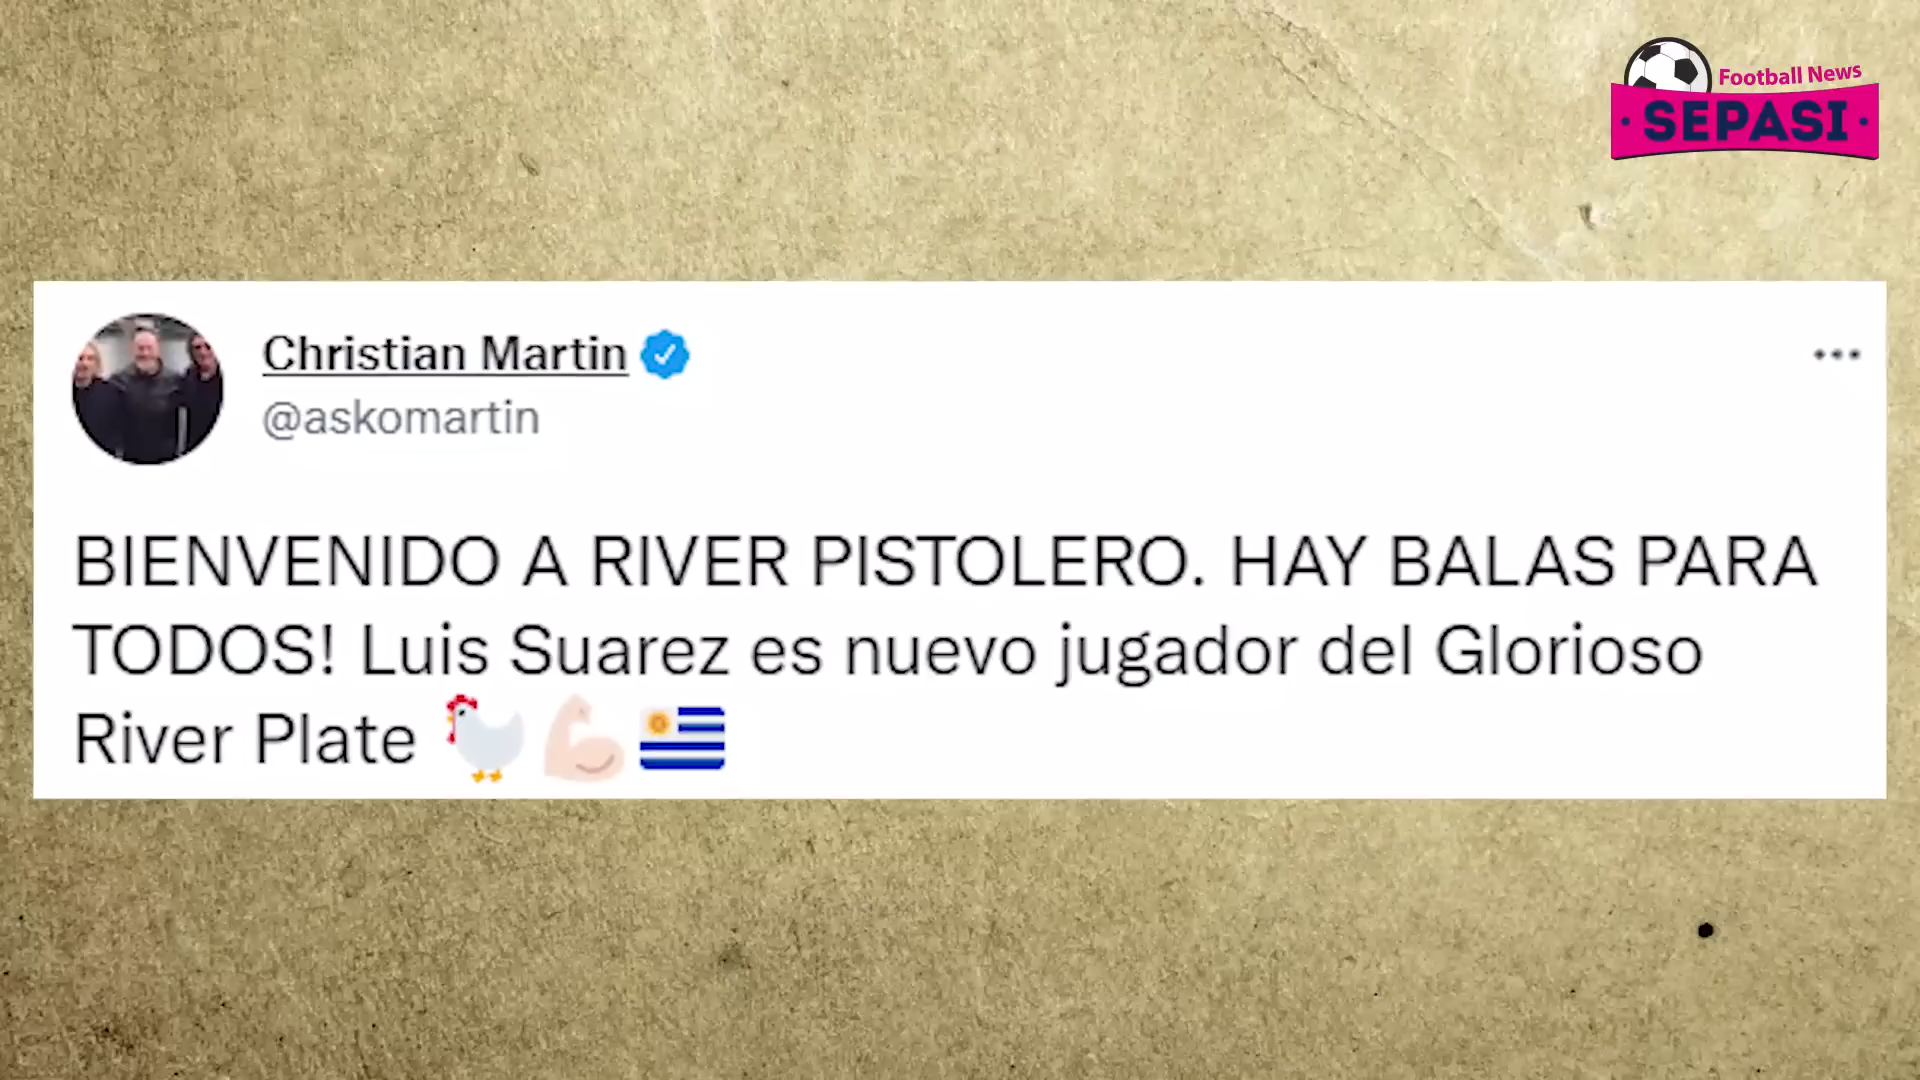 Football News
SEPASI
Christian Martin
@askomartin
BIENVENIDO A RIVER PISTOLERO. HAY BALAS PARA
TODOS! Luis Suarez es nuevo jugador del Glorioso
River Plate 🐓💪🏻🇺🇾